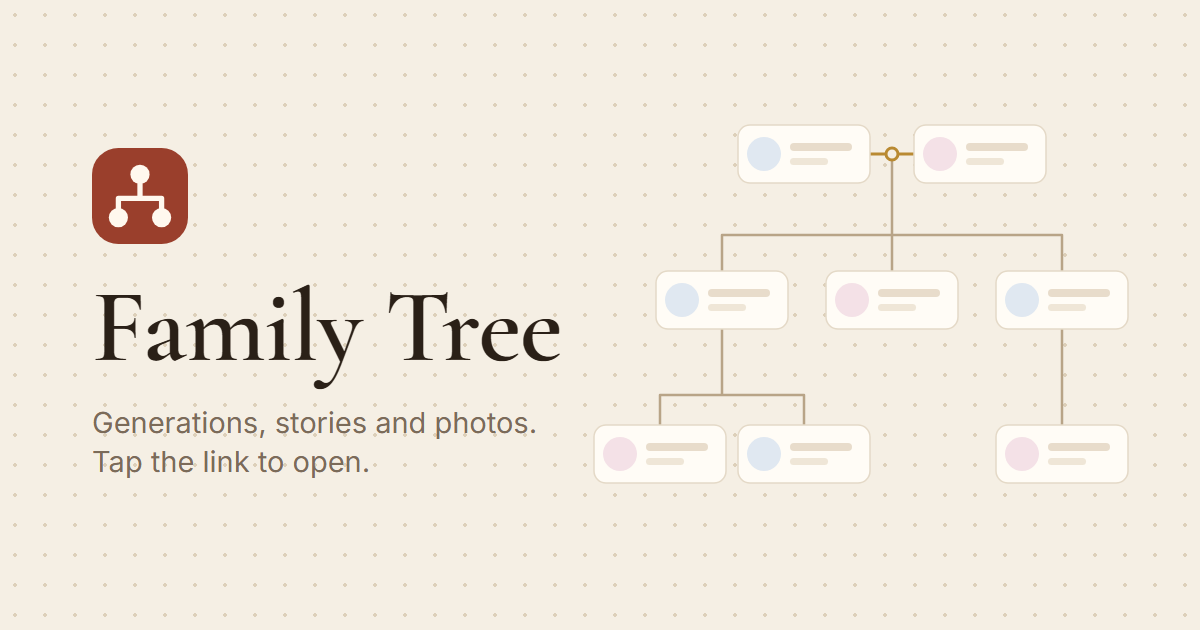 Family Tree
Generations, stories and photos.
Tap the link to open.